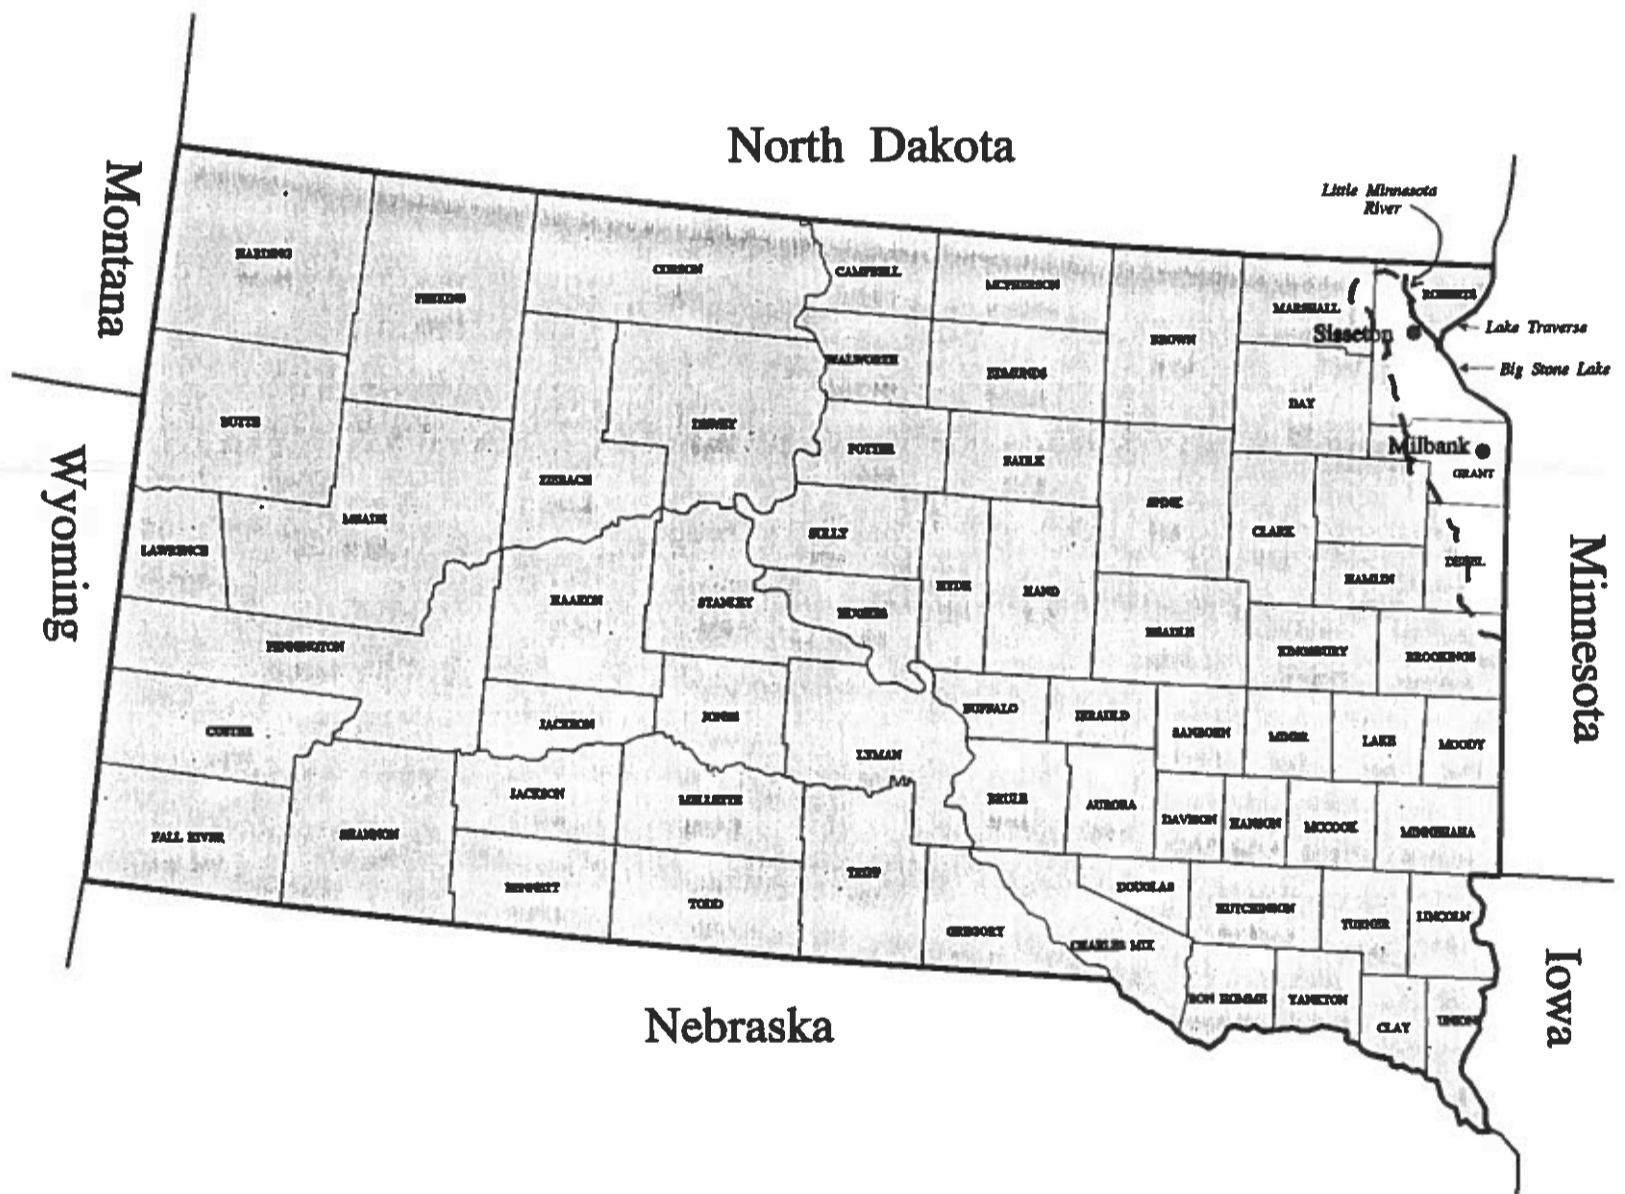 North Dakota
Little Minnesota
River
Montana
HARDING
PERKINS
CORSON
CAMPBELL
MCPHERSON
BROWN
MARSHALL
ROBERTS
Sisseton
Lake Traverse
WALWORTH
EDMUNDS
Big Stone Lake
DAY
BUTTE
DEWEY
POTTER
FAULK
Milbank
GRANT
Wyoming
ZIEBACH
MEADE
SPINK
CLARK
LAWRENCE
SULLY
HYDE
HAND
HAMLIN
DEUEL
Minnesota
HAAKON
STANLEY
HUGHES
BEADLE
PENNINGTON
KINGSBURY
BROOKINGS
CUSTER
JACKSON
JONES
LYMAN
BUFFALO
JERAULD
SANBORN
MINER
LAKE
MOODY
JACKSON
MELLETTE
BRULE
AURORA
DAVISON
HANSON
MCCOOK
MINNEHAHA
FALL RIVER
SHANNON
BENNETT
TODD
TRIPP
GREGORY
CHARLES MIX
DOUGLAS
HUTCHINSON
TURNER
LINCOLN
Iowa
Nebraska
BON HOMME
YANKTON
CLAY
UNION